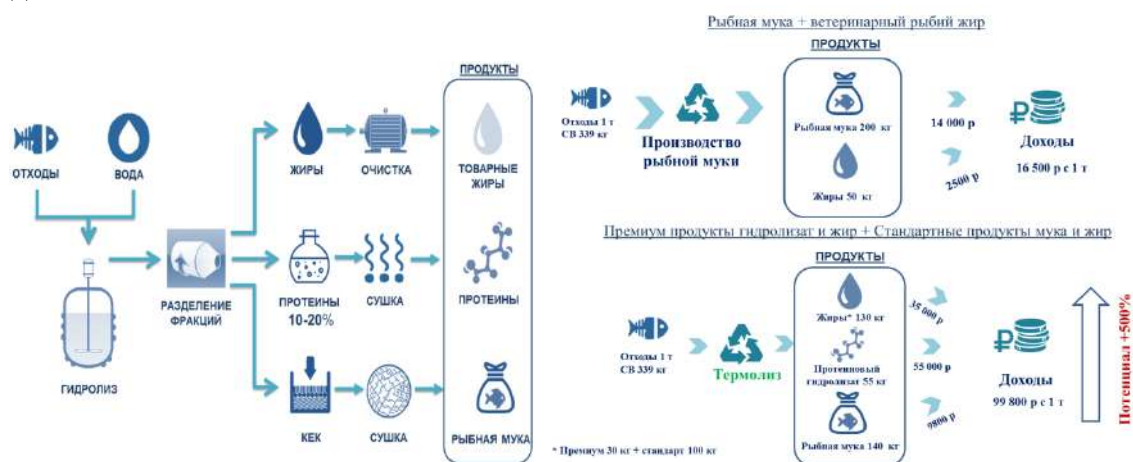 ОТХОДЫ
ВОДА
ГИДРОЛИЗ
РАЗДЕЛЕНИЕ
ФРАКЦИЙ
ЖИРЫ
ОЧИСТКА
ПРОТЕИНЫ
10-20%
СУШКА
КЕК
СУШКА
ПРОДУКТЫ
ТОВАРНЫЕ
ЖИРЫ
ПРОТЕИНЫ
РЫБНАЯ МУКА
Рыбная мука + ветеринарный рыбий жир
ПРОДУКТЫ
Отходы 1 т
СВ 339 кг
Производство
рыбной муки
Рыбная мука 200 кг
Жиры 50 кг
14 000 р
2500 р
Доходы
16 500 р с 1 т
Премиум продукты гидролизат и жир + Стандартные продукты мука и жир
ПРОДУКТЫ
Отходы 1 т
СВ 339 кг
Термолиз
Жиры* 130 кг
Протеиновый
гидролизат 55 кг
Рыбная мука 140 кг
35 000 р
55 000 р
9800 р
Доходы
99 800 р с 1 т
Потенциал +500%
* Премиум 30 кг + стандарт 100 кг